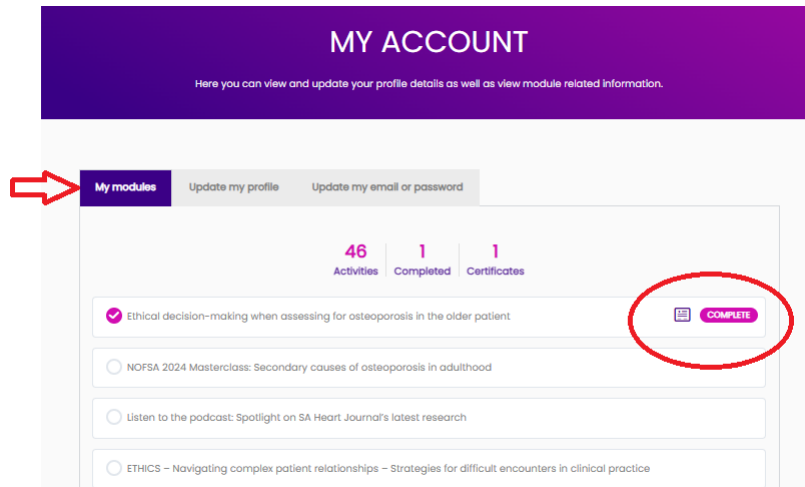 MY ACCOUNT
Here you can view and update your profile details as well as view module related information.
My modules Update my profile Update my email or password
46 1 1
Activities Completed Certificates
Ethical decision-making when assessing for osteoporosis in the older patient COMPLETE
NOFSA 2024 Masterclass: Secondary causes of osteoporosis in adulthood
Listen to the podcast: Spotlight on SA Heart Journal's latest research
ETHICS – Navigating complex patient relationships – Strategies for difficult encounters in clinical practice